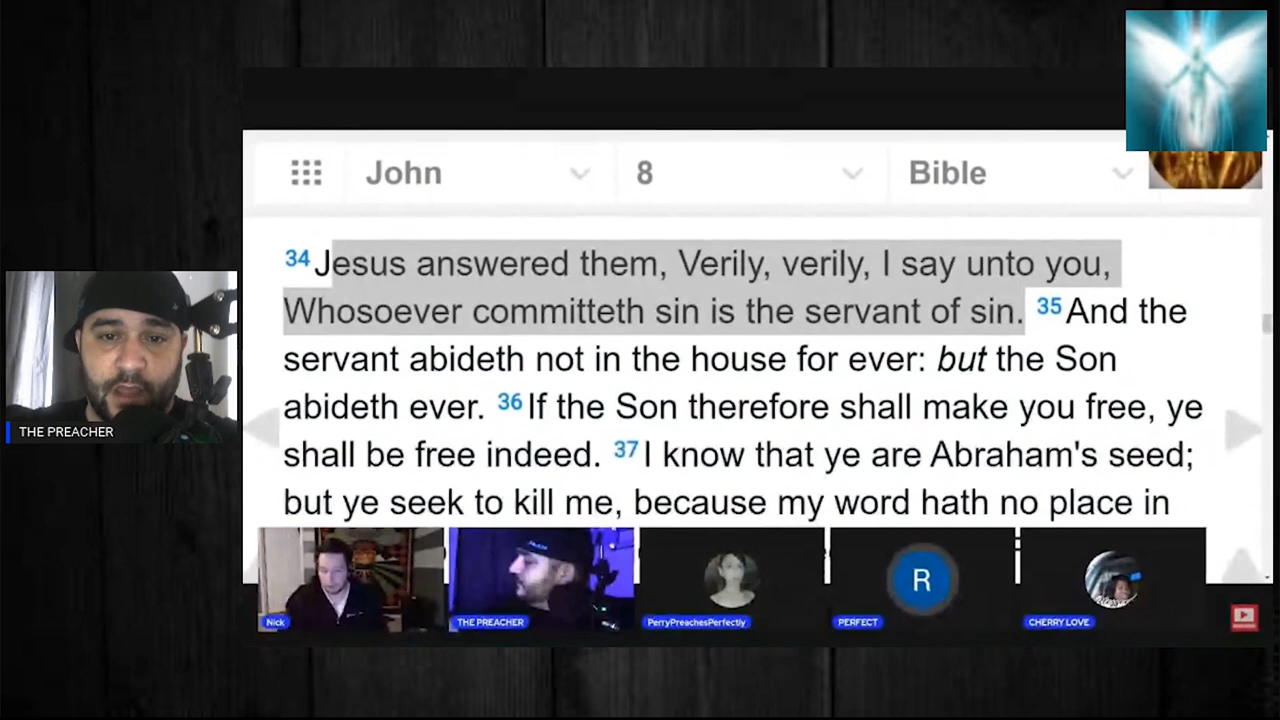 John 8 Bible
34 Jesus answered them, Verily, verily, I say unto you,
Whosoever committeth sin is the servant of sin. 35 And the
servant abideth not in the house for ever: but the Son
abideth ever. 36 If the Son therefore shall make you free, ye
shall be free indeed. 37 I know that ye are Abraham's seed;
but ye seek to kill me, because my word hath no place in
THE PREACHER
R
Nick THE PREACHER PerryPreachesPerfectly PERFECT CHERRY LOVE